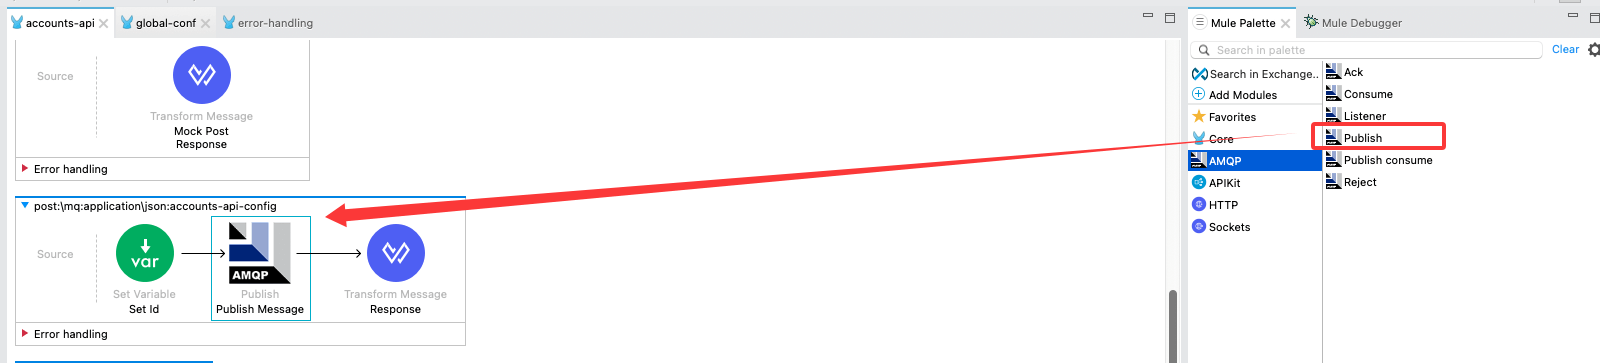 accounts-api
global-conf
error-handling
Source
Transform Message
Mock Post
Response
Error handling
post:\mq:application\json:accounts-api-config
Source
var
Set Variable
Set Id
AMQP
Publish
Publish Message
Transform Message
Response
Error handling
Mule Palette
Mule Debugger
Search in palette
Clear
Search in Exchange..
Add Modules
Favorites
Core
AMQP
APIKit
HTTP
Sockets
Ack
Consume
Listener
Publish
Publish consume
Reject